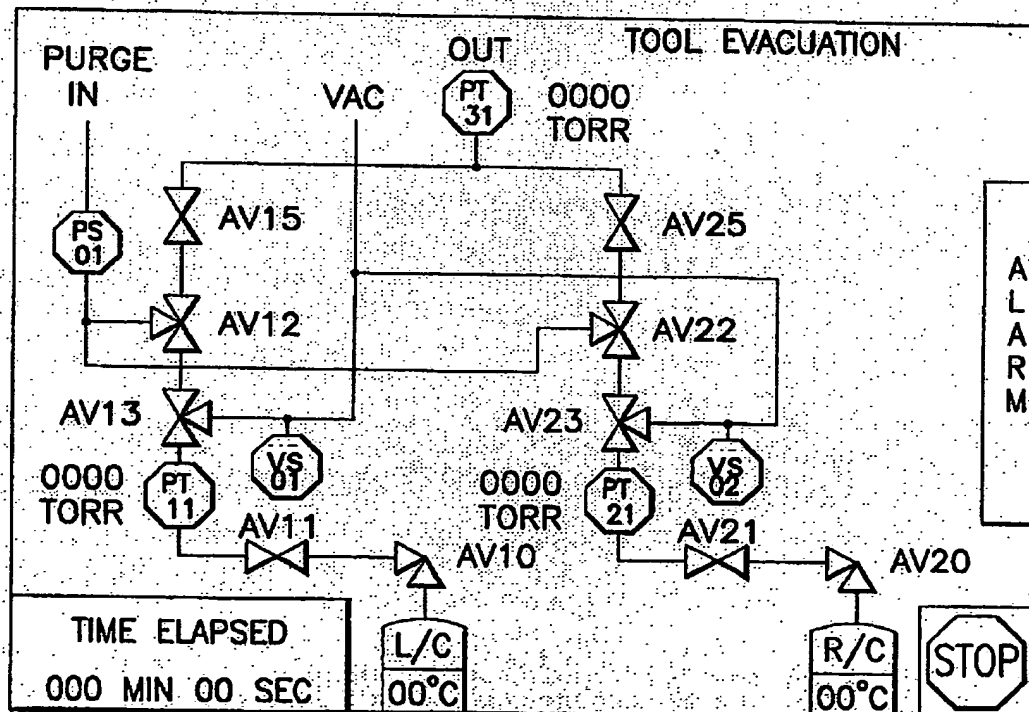 TOOL EVACUATION
PURGE
IN
VAC
OUT
PT
31
0000
TORR
PS
01
AV15
AV25
AV12
AV22
AV13
AV23
VS
01
VS
02
0000
TORR
PT
11
0000
TORR
PT
21
AV11
AV10
AV21
AV20
ALARM
TIME ELAPSED
000 MIN 00 SEC
L/C
00°C
R/C
00°C
STOP